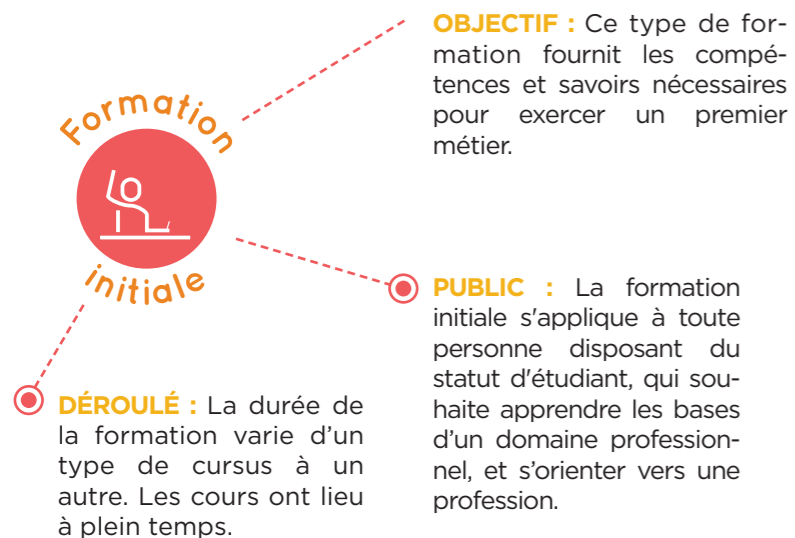 Formation
initiale
OBJECTIF : Ce type de for-
mation fournit les compé-
tences et savoirs nécessaires
pour exercer un premier
métier.
PUBLIC : La formation
initiale s'applique à toute
personne disposant du
statut d'étudiant, qui sou-
haite apprendre les bases
d’un domaine profession-
nel, et s’orienter vers une
profession.
DÉROULÉ : La durée de
la formation varie d’un
type de cursus à un
autre. Les cours ont lieu
à plein temps.